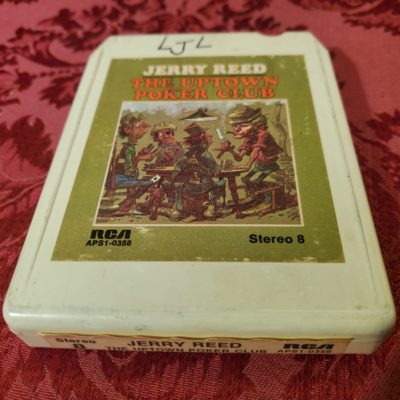 LJL
JERRY REED
THE UPTOWN
POKER CLUB
RCA
APS1-0356
Stereo 8
Stereo
8
JERRY REED
THE UPTOWN POKER CLUB
RCA
APS1-0356